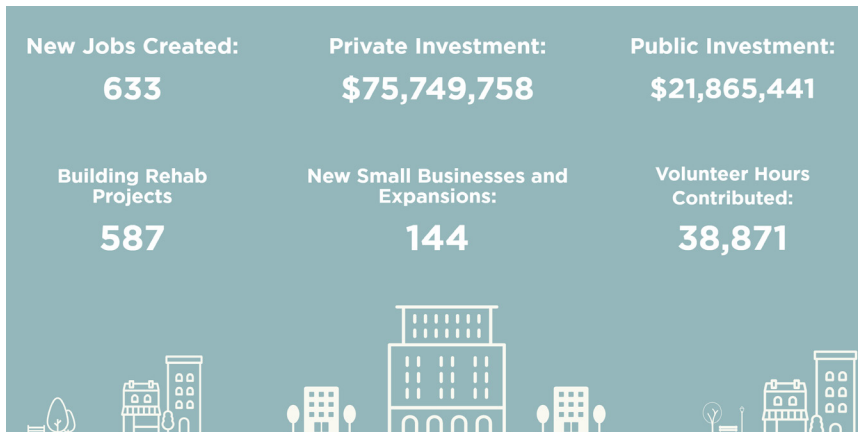 New Jobs Created:
633
Private Investment:
$75,749,758
Public Investment:
$21,865,441
Building Rehab
Projects
587
New Small Businesses and
Expansions:
144
Volunteer Hours
Contributed:
38,871